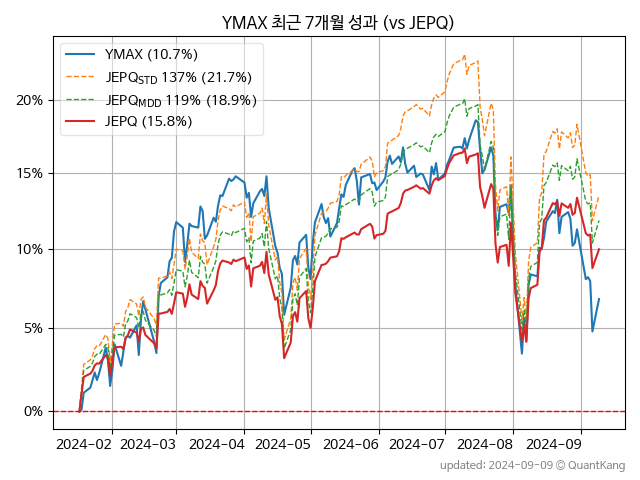 YMAX 최근 7개월 성과 (vs JEPQ)
YMAX (10.7%)
JEPQSTD 137% (21.7%)
JEPQMDD 119% (18.9%)
JEPQ (15.8%)
20%
15%
10%
5%
0%
2024-02 2024-03 2024-04 2024-05 2024-06 2024-07 2024-08 2024-09
updated: 2024-09-09 © QuantKang